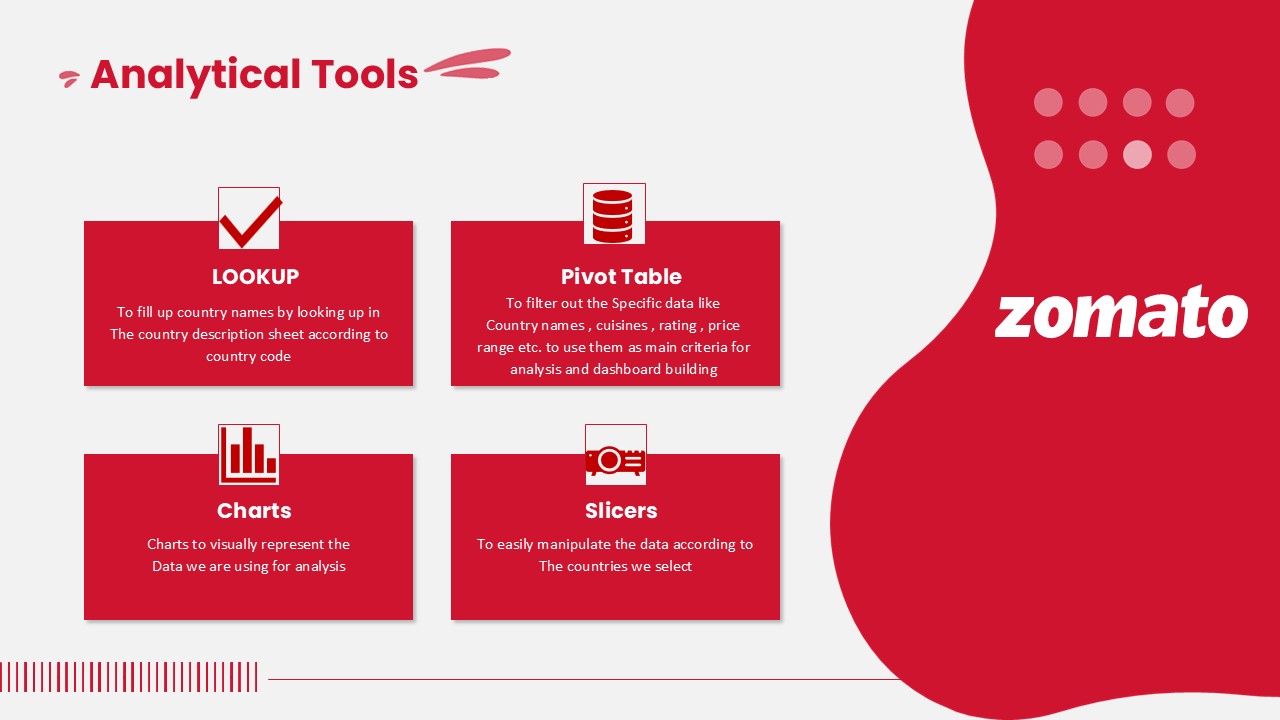 Analytical Tools
LOOKUP
To fill up country names by looking up in
The country description sheet according to
country code
Pivot Table
To filter out the Specific data like
Country names , cuisines , rating , price
range etc. to use them as main criteria for
analysis and dashboard building
Charts
Charts to visually represent the
Data we are using for analysis
Slicers
To easily manipulate the data according to
The countries we select
zomato